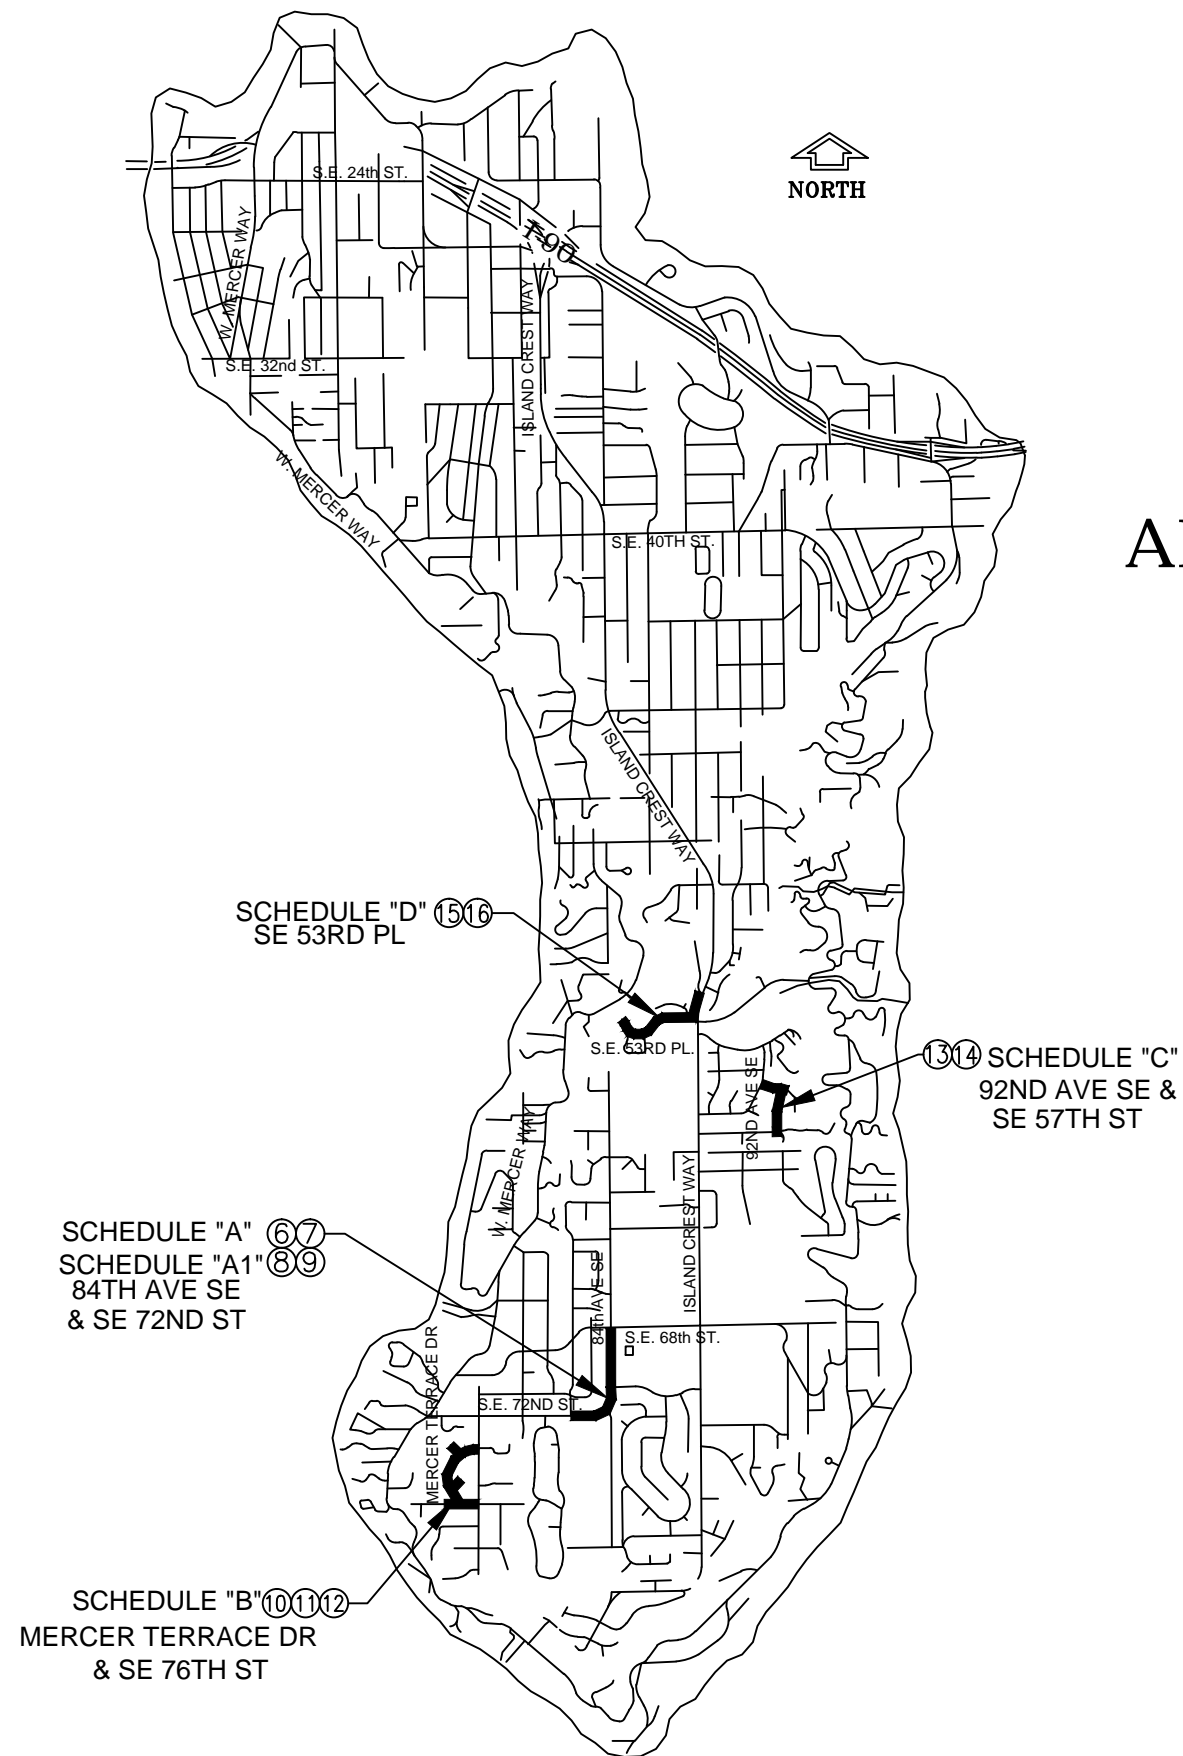 S.E. 24th ST.
NORTH
I-90
W. MERCER WAY
ISLAND CREST WAY
S.E. 32nd ST.
W. MERCER WAY
S.E. 40TH ST.
ISLAND CREST WAY
SCHEDULE "D" 15 16
SE 53RD PL
S.E. 53RD PL.
13 14 SCHEDULE "C"
92ND AVE SE &
SE 57TH ST
92ND AVE SE
W. MERCER WAY
ISLAND CREST WAY
SCHEDULE "A" 6 7
SCHEDULE "A1" 8 9
84TH AVE SE
& SE 72ND ST
84th AVE SE
S.E. 68th ST.
MERCER TERRACE DR
S.E. 72ND ST.
SCHEDULE "B" 10 11 12
MERCER TERRACE DR
& SE 76TH ST